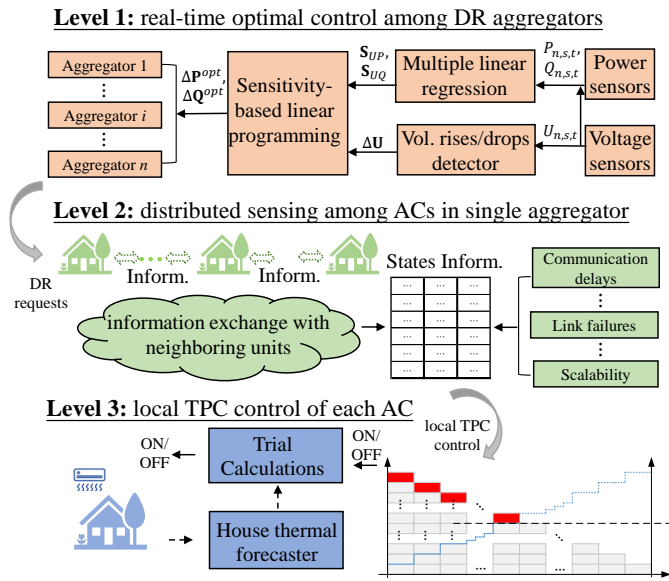 Level 1: real-time optimal control among DR aggregators
Aggregator 1
Aggregator i
Aggregator n
ΔP^opt,
ΔQ^opt
Sensitivity-
based linear
programming
S_UP,
S_UQ
ΔU
Multiple linear
regression
Vol. rises/drops
detector
P_n,s,t,
Q_n,s,t
U_n,s,t
Power
sensors
Voltage
sensors
Level 2: distributed sensing among ACs in single aggregator
DR
requests
Inform.
Inform.
States Inform.
information exchange with
neighboring units
... ... ...
... ... ...
... ... ...
... ... ...
... ... ...
... ... ...
Communication
delays
Link failures
Scalability
Level 3: local TPC control of each AC
local TPC
control
ON/
OFF
Trial
Calculations
ON/
OFF
House thermal
forecaster